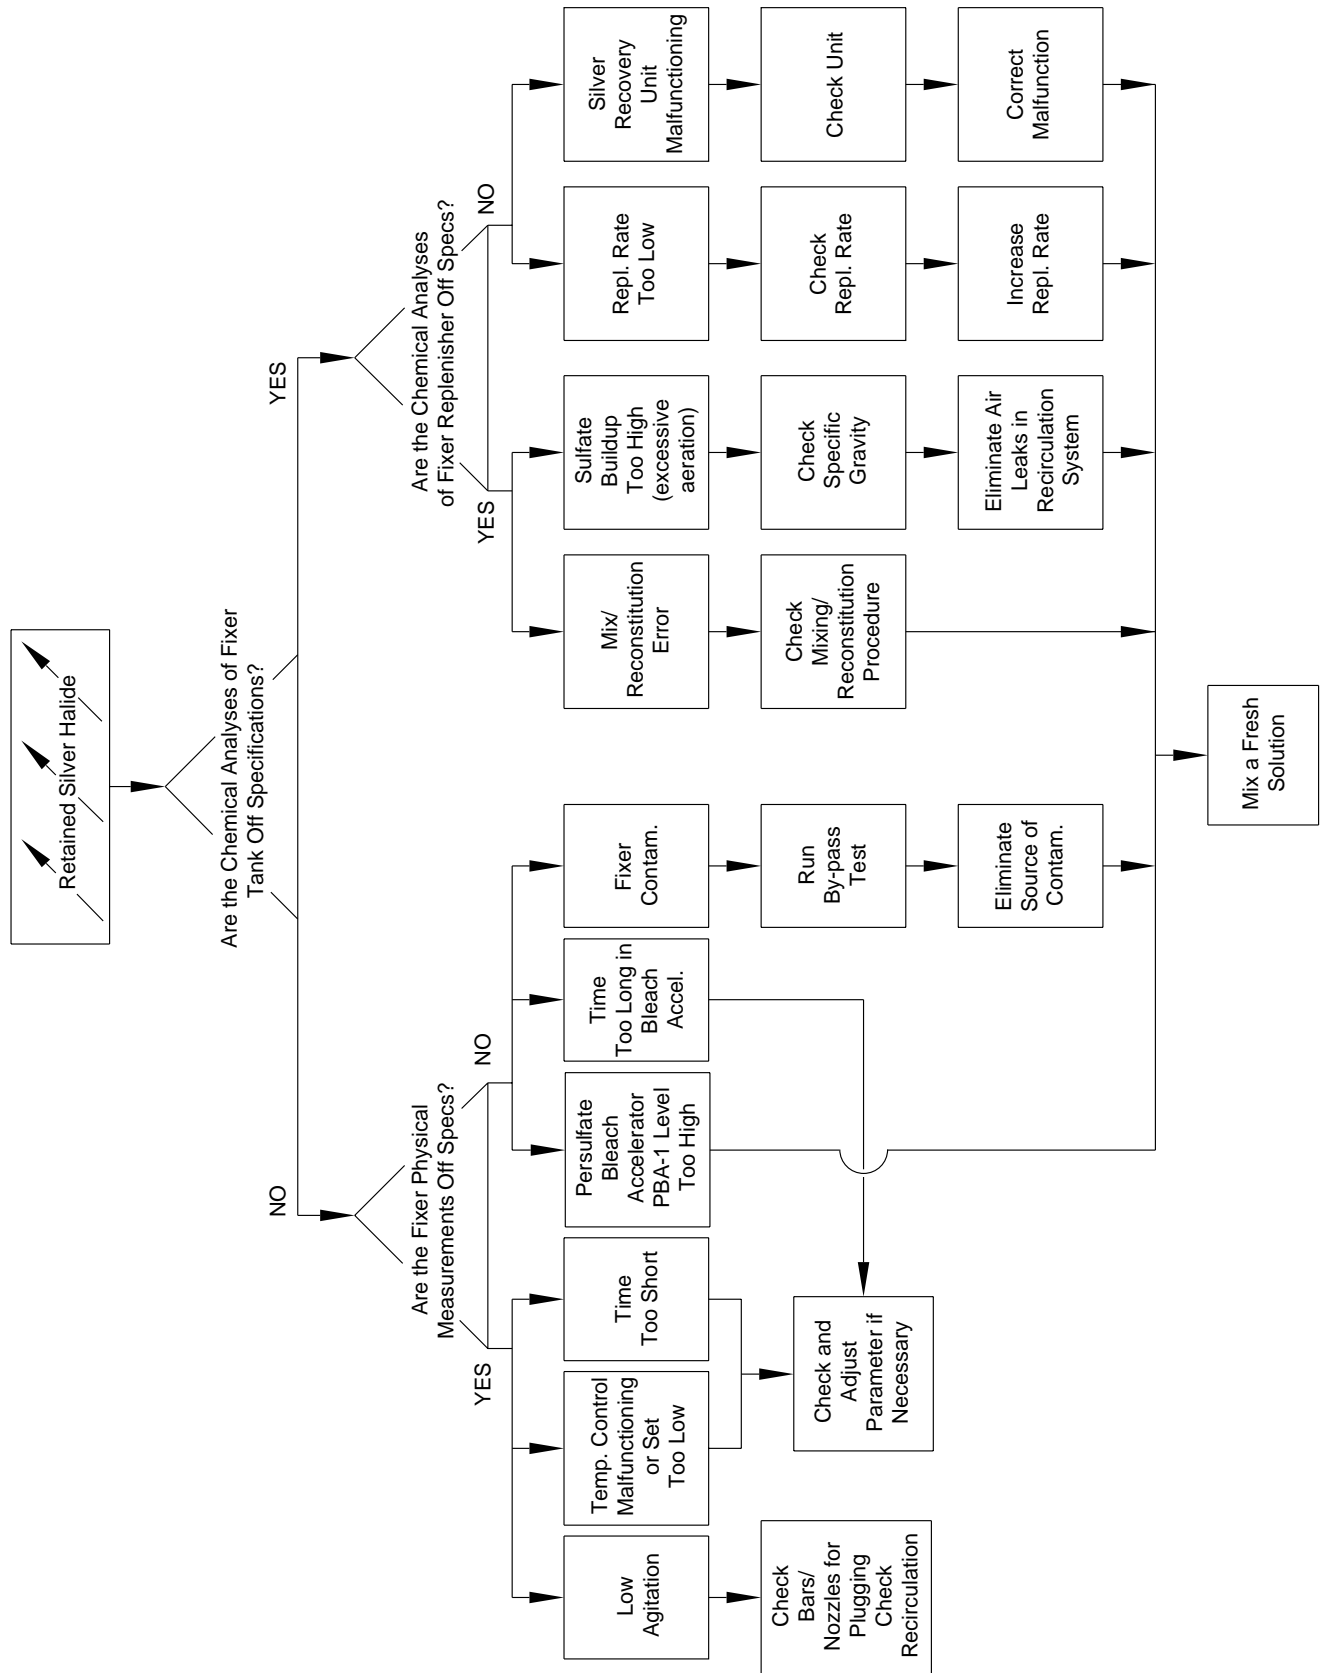 Retained Silver Halide
Are the Chemical Analyses of Fixer
Tank Off Specifications?
NO
YES
Are the Fixer Physical
Measurements Off Specs?
YES
NO
Are the Chemical Analyses
of Fixer Replenisher Off Specs?
YES
NO
Low
Agitation
Temp. Control
Malfunctioning
or Set
Too Low
Time
Too Short
Persulfate
Bleach
Accelerator
PBA-1 Level
Too High
Time
Too Long in
Bleach
Accel.
Fixer
Contam.
Mix/
Reconstitution
Error
Sulfate
Buildup
Too High
(excessive
aeration)
Repl. Rate
Too Low
Silver
Recovery
Unit
Malfunctioning
Check
Bars/
Nozzles for
Plugging
Check
Recirculation
Check and
Adjust
Parameter if
Necessary
Run
By-pass
Test
Check
Mixing/
Reconstitution
Procedure
Check
Specific
Gravity
Check
Repl. Rate
Check Unit
Eliminate
Source of
Contam.
Eliminate Air
Leaks in
Recirculation
System
Increase
Repl. Rate
Correct
Malfunction
Mix a Fresh
Solution